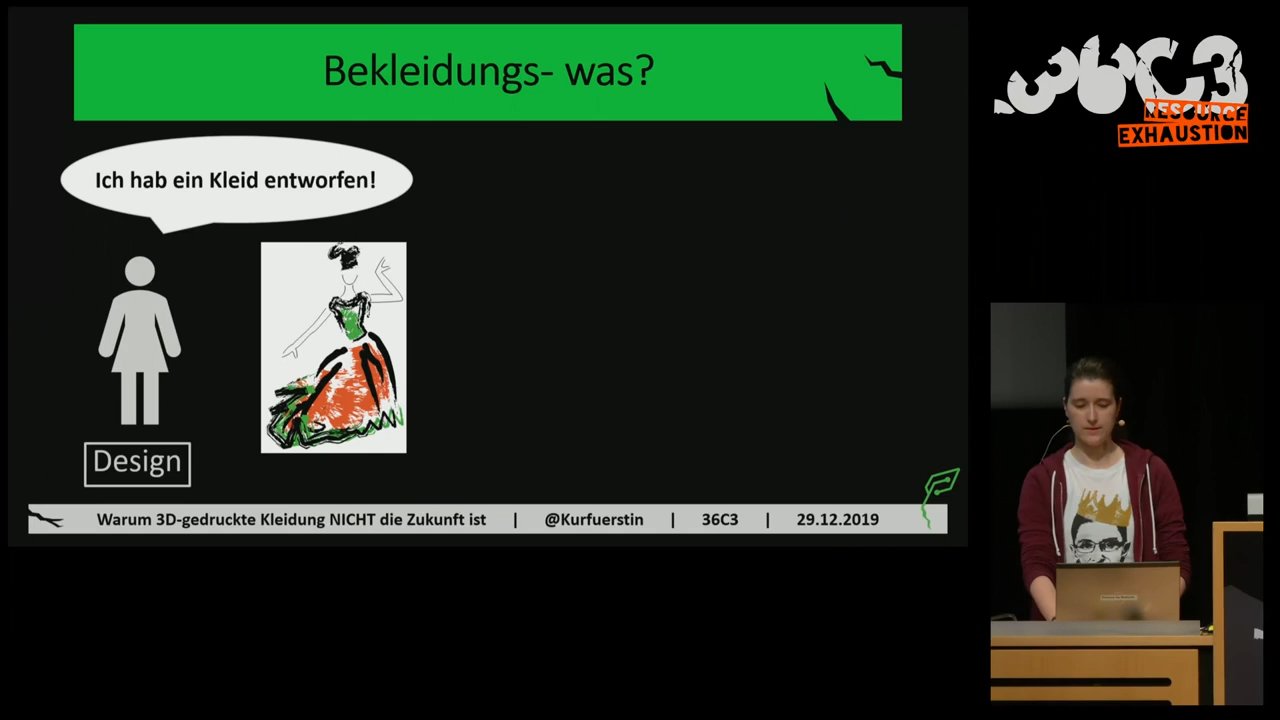 Bekleidungs- was?
Ich hab ein Kleid entworfen!
Design
Warum 3D-gedruckte Kleidung NICHT die Zukunft ist | @Kurfuerstin | 36C3 | 29.12.2019
36C3
RESOURCE
EXHAUSTION